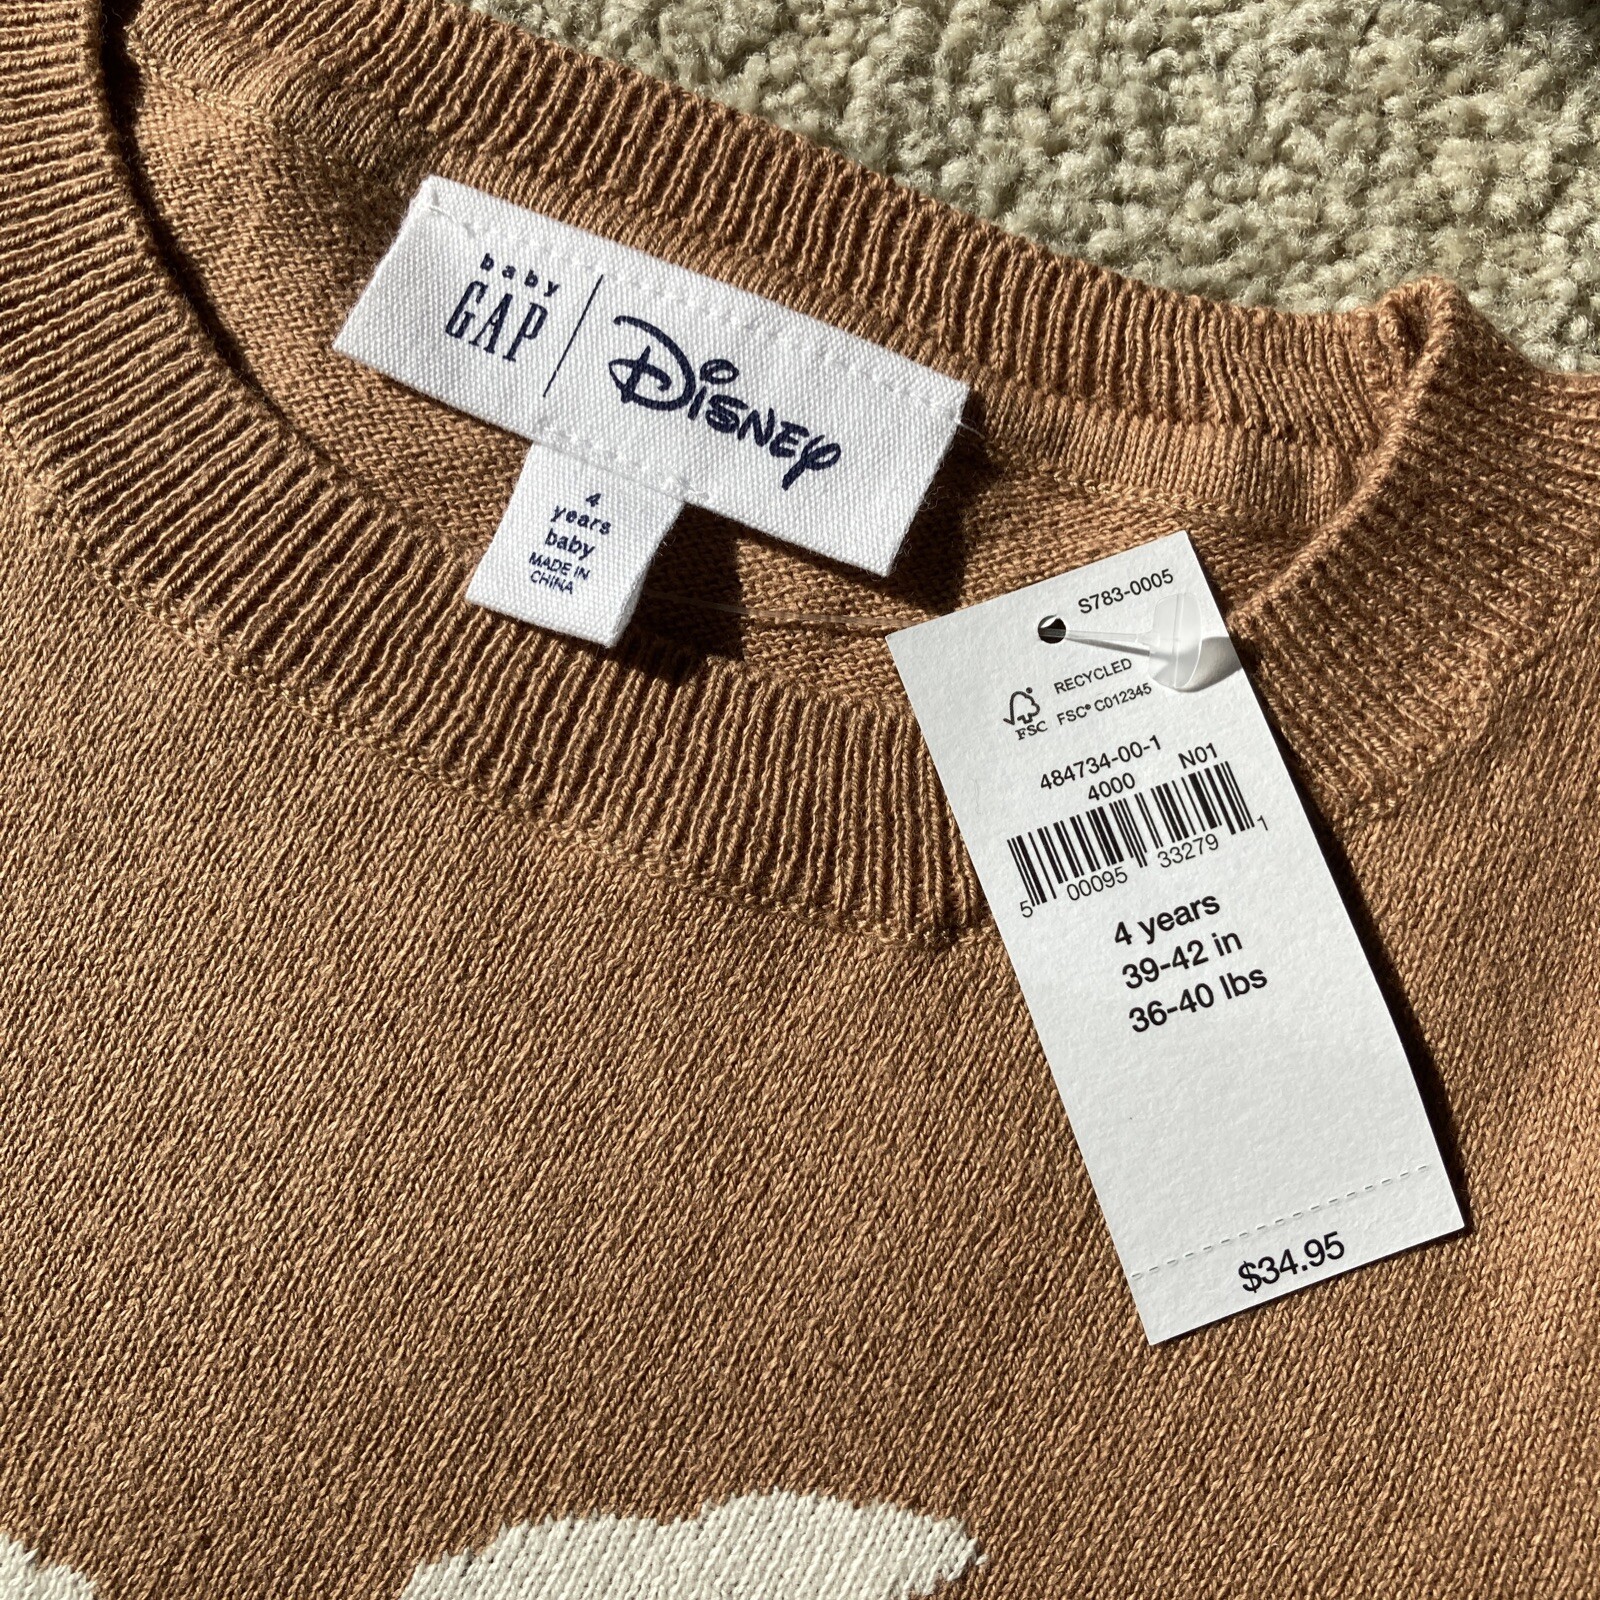 baby
GAP
Disney
4
years
baby
MADE IN
CHINA
S783-0005
RECYCLED
FSC
FSC® C012345
484734-00-1
4000 N01
5 00095 33279 1
4 years
39-42 in
36-40 lbs
$34.95